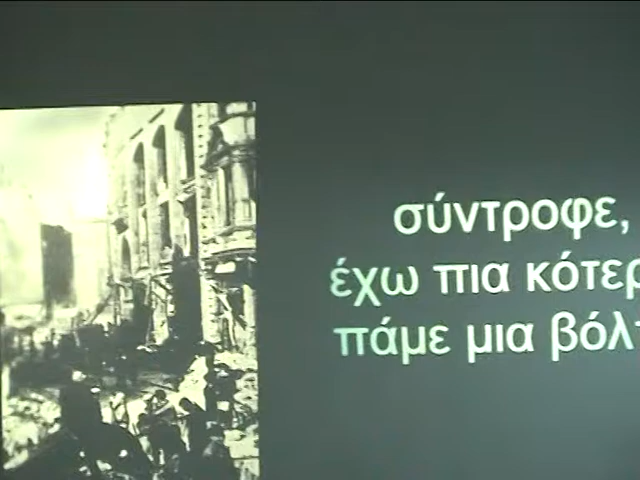 σύντροφε,
έχω πια
πάμε μια